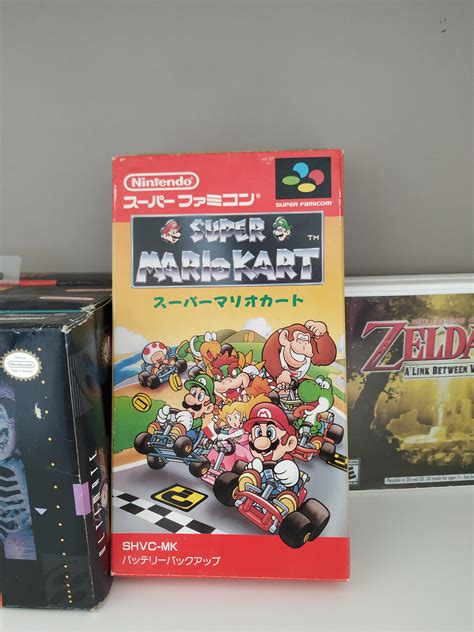 Nintendo
スーパーファミコン®
SUPER FAMICOM
SUPER
MARIO KART™
スーパーマリオカート
SHVC-MK
バッテリーバックアップ
ZELDA
A LINK BETWEEN